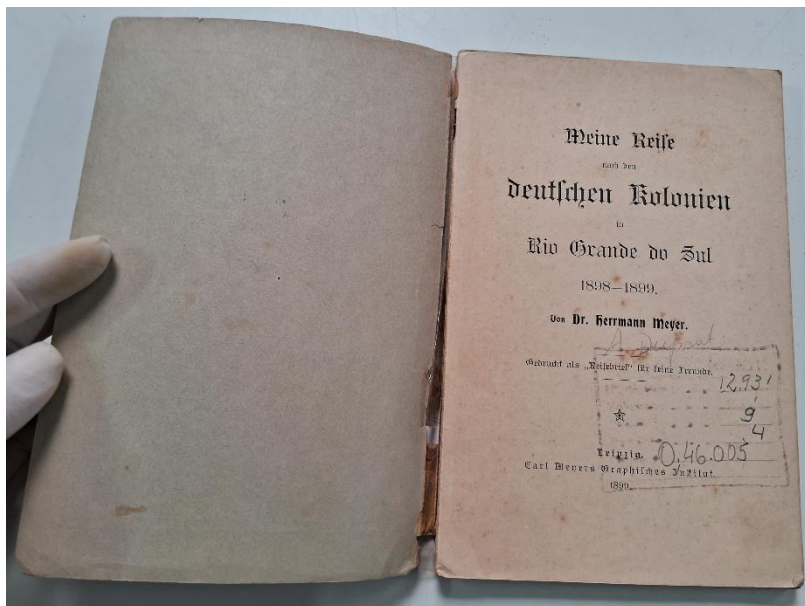 Meine Reise
nach den
deutschen Kolonien
in
Rio Grande do Sul
1898–1899.
Von Dr. Herrmann Meyer.
Gedruckt als „Reisebrief“ für seine Freunde.
12.931
9
4
Leipzig
0,46.005
Carl Meyers Graphisches Institut.
1899.